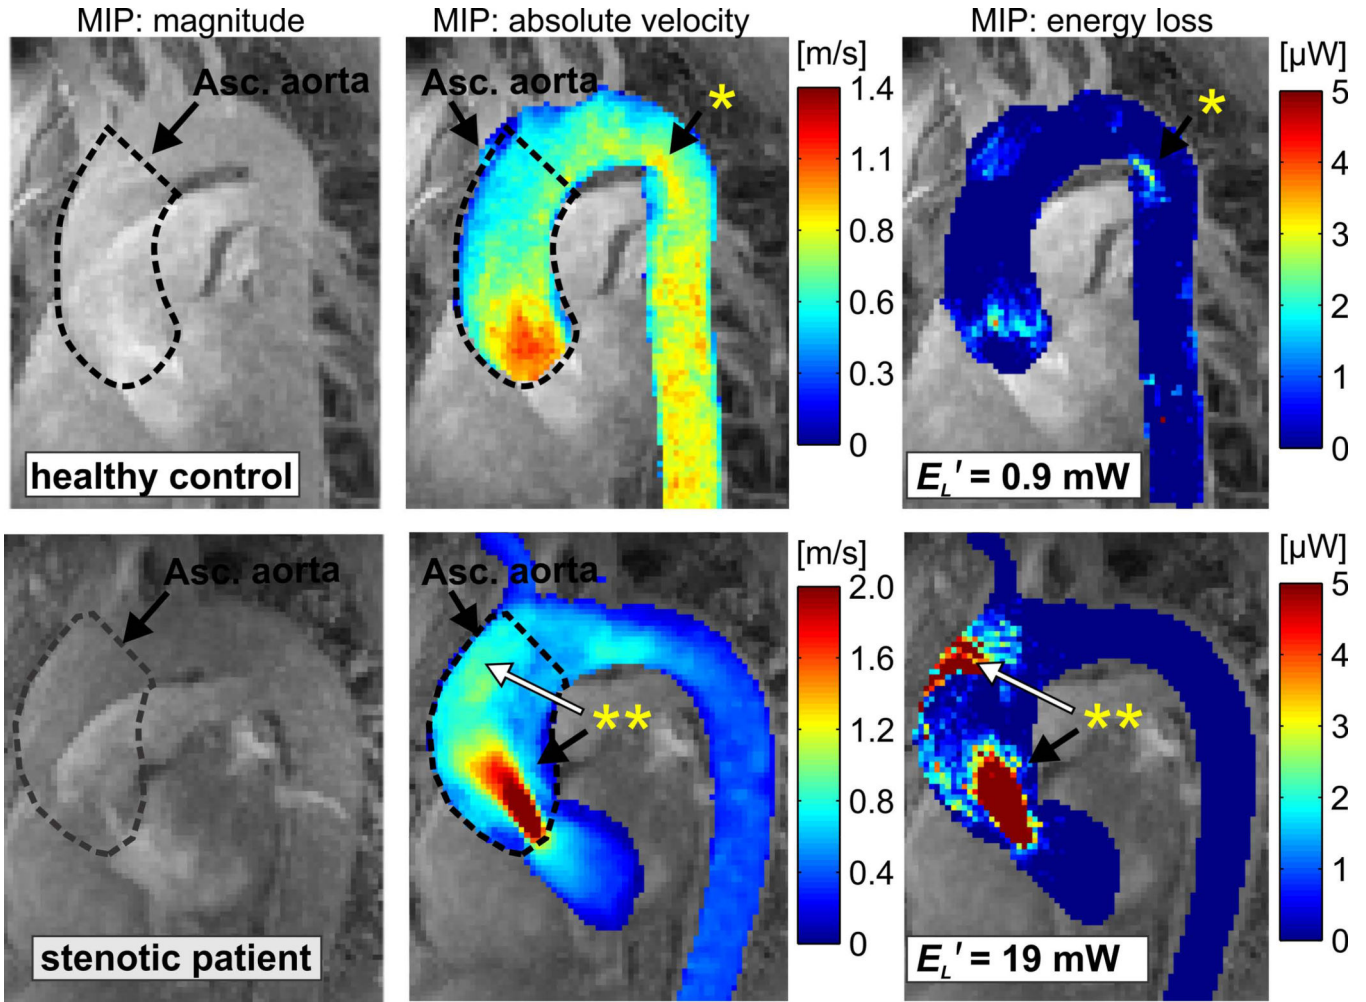 MIP: magnitude
MIP: absolute velocity
MIP: energy loss
[m/s]
[µW]
Asc. aorta
Asc. aorta
*
*
1.4
1.1
0.8
0.6
0.3
0
5
4
3
2
1
0
healthy control
E_L' = 0.9 mW
[m/s]
[µW]
Asc. aorta
Asc. aorta
**
**
2.0
1.6
1.2
0.8
0.4
0
5
4
3
2
1
0
stenotic patient
E_L' = 19 mW